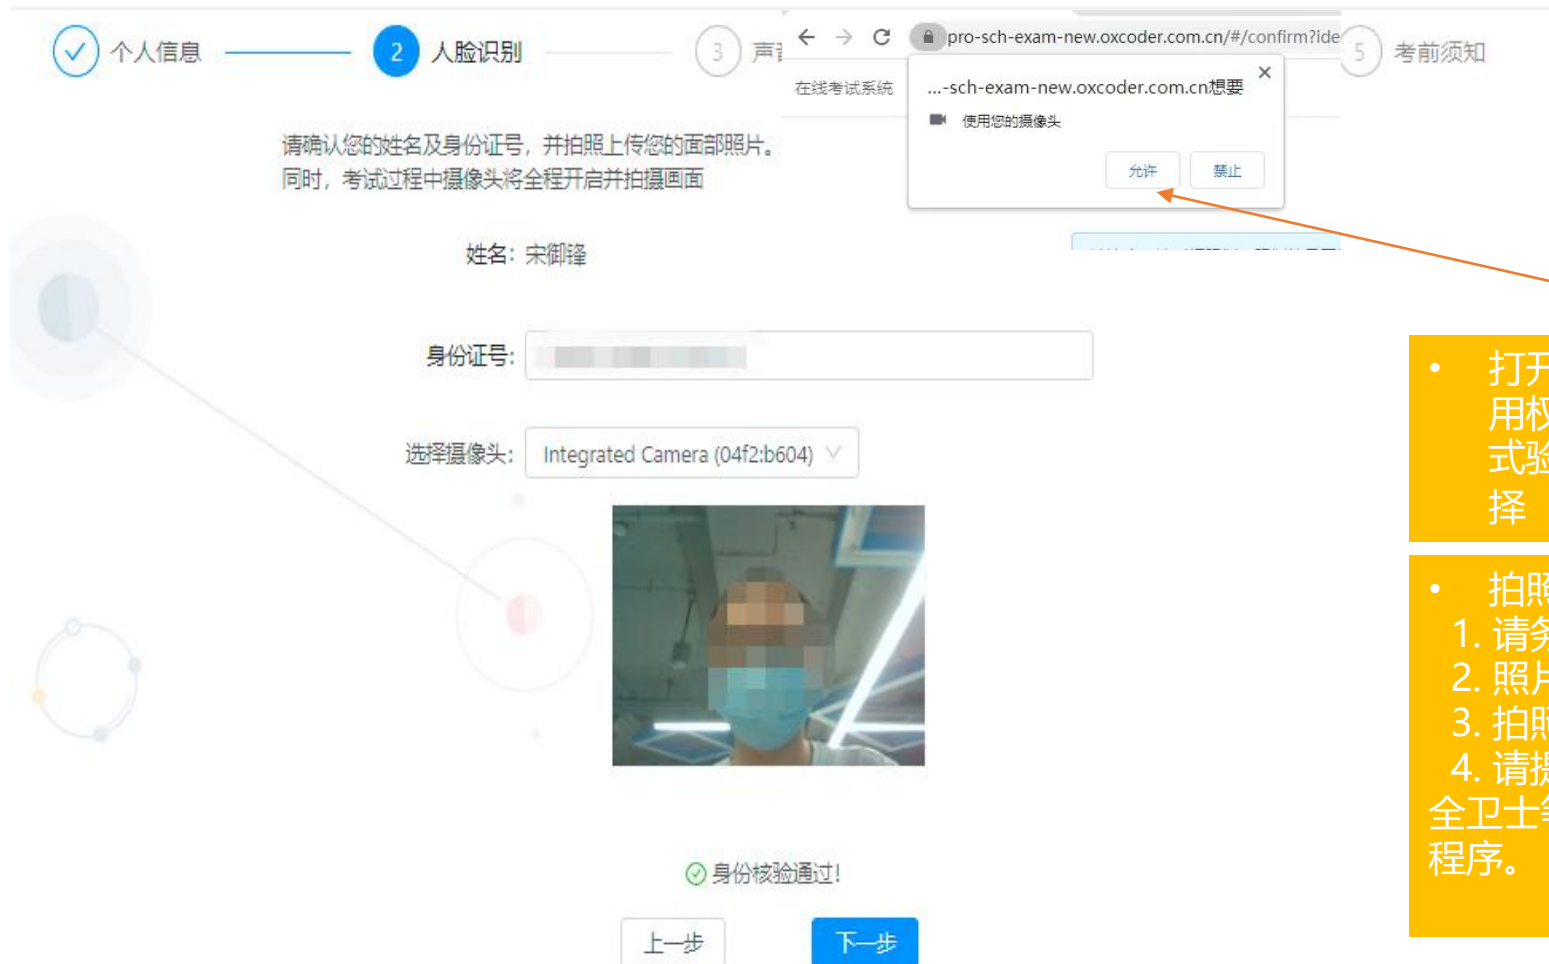 个人信息
2 人脸识别
3 声
5 考前须知
pro-sch-exam-new.oxcoder.com.cn/#/confirm?ide
在线考试系统
...-sch-exam-new.oxcoder.com.cn想要
使用您的摄像头
允许 禁止
请确认您的姓名及身份证号，并拍照上传您的面部照片。
同时，考试过程中摄像头将全程开启并拍摄画面
姓名：宋御锋
身份证号：
选择摄像头： Integrated Camera (04f2:b604)
身份核验通过！
上一步 下一步
• 打开
用权
式验
择
• 拍照
1. 请务
2. 照片
3. 拍照
4. 请提
全卫士等
程序。